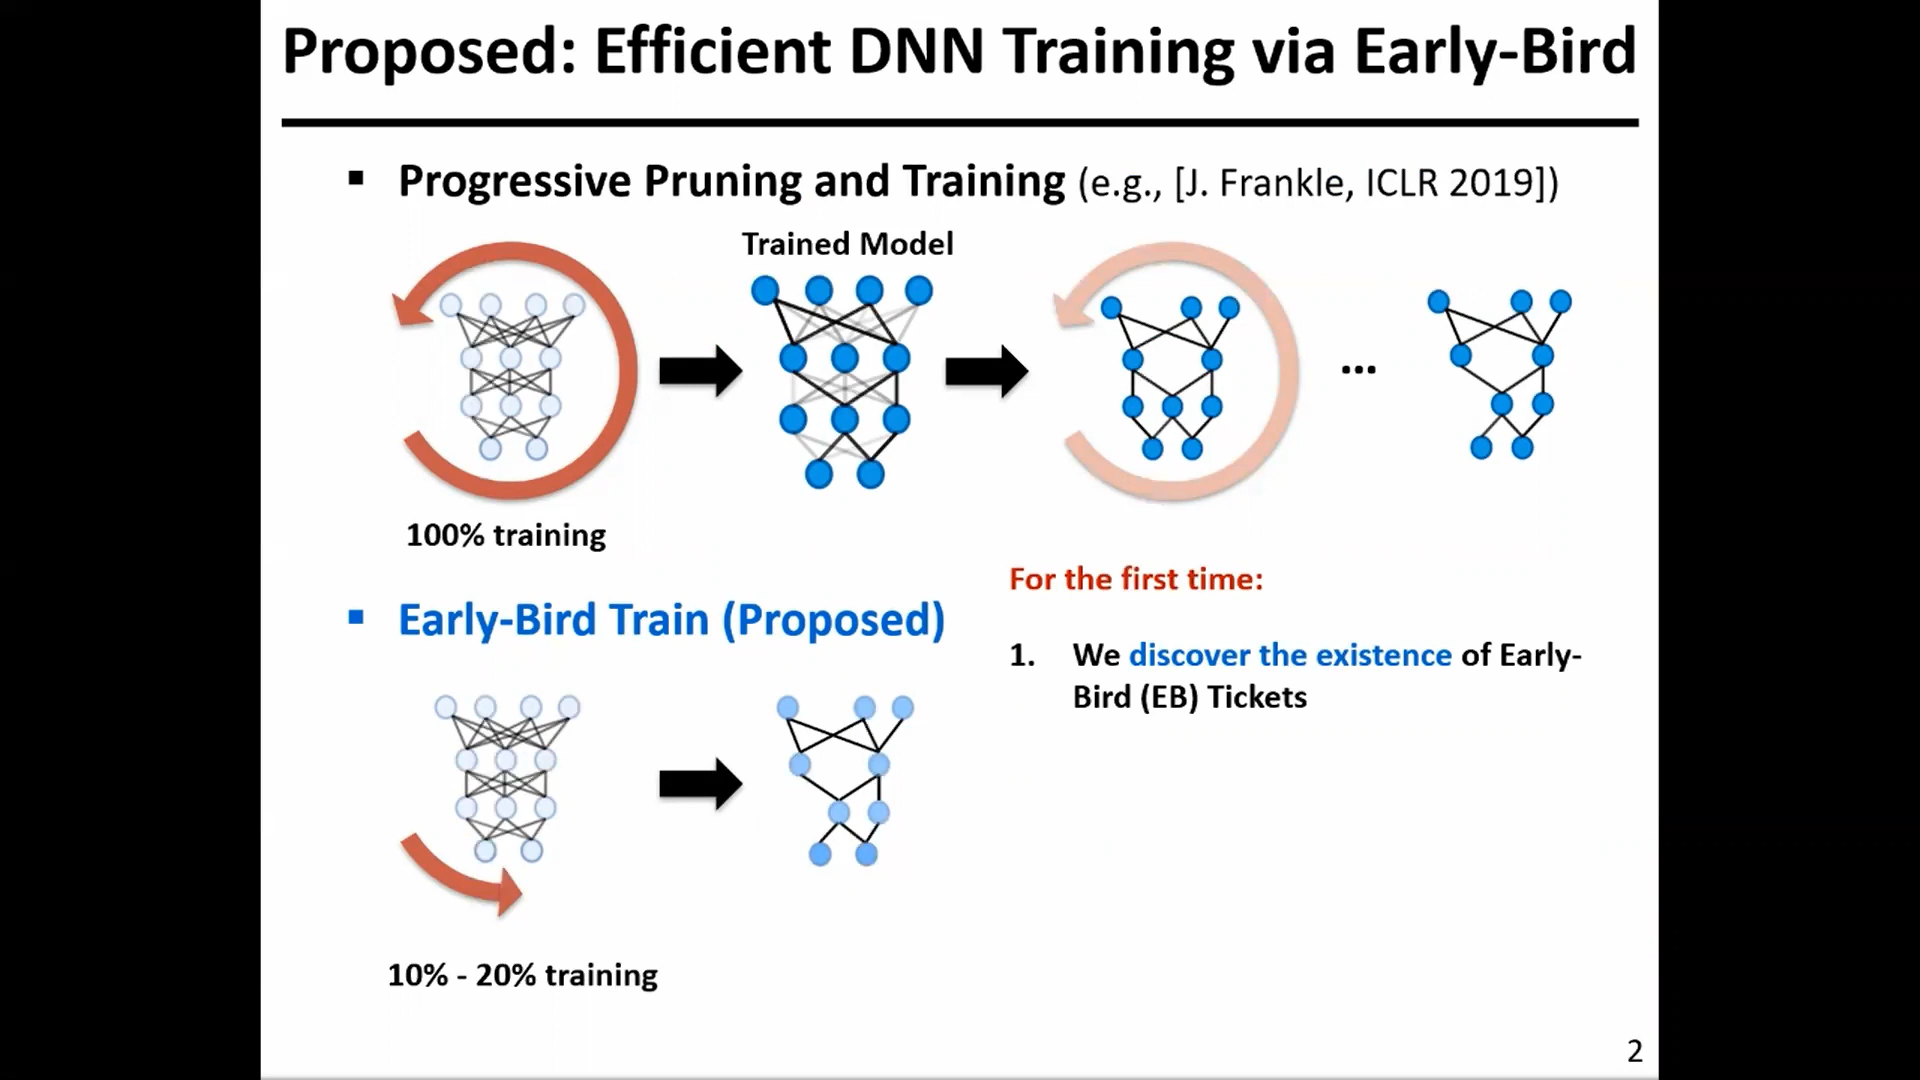 Proposed: Efficient DNN Training via Early-Bird
▪ Progressive Pruning and Training (e.g., [J. Frankle, ICLR 2019])
Trained Model
...
100% training
For the first time:
▪ Early-Bird Train (Proposed)
1. We discover the existence of Early-
Bird (EB) Tickets
10% - 20% training
2